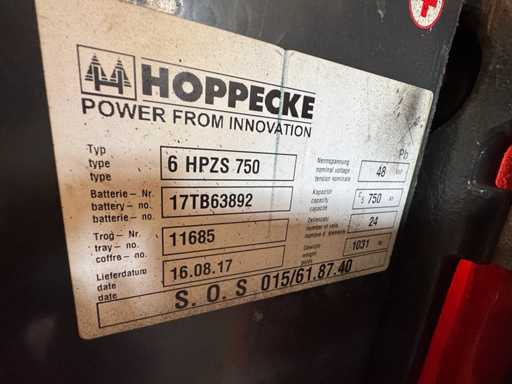 HOPPECKE
POWER FROM INNOVATION
Pb
Typ
type
type
6 HPZS 750
Nennspannung
nominal voltage
tension nominale
48
Batterie – Nr.
battery – no.
batterie – no.
17TB63892
Kapazität
capacity
capacité
C5 750 Ah
Trog – Nr.
tray – no.
coffre – no.
11685
Zellenzahl
number of cells
nombre d'éléments
24
Lieferdatum
date
date
16.08.17
Gewicht
weight
poids
1031
S. O. S 015/61.87.40